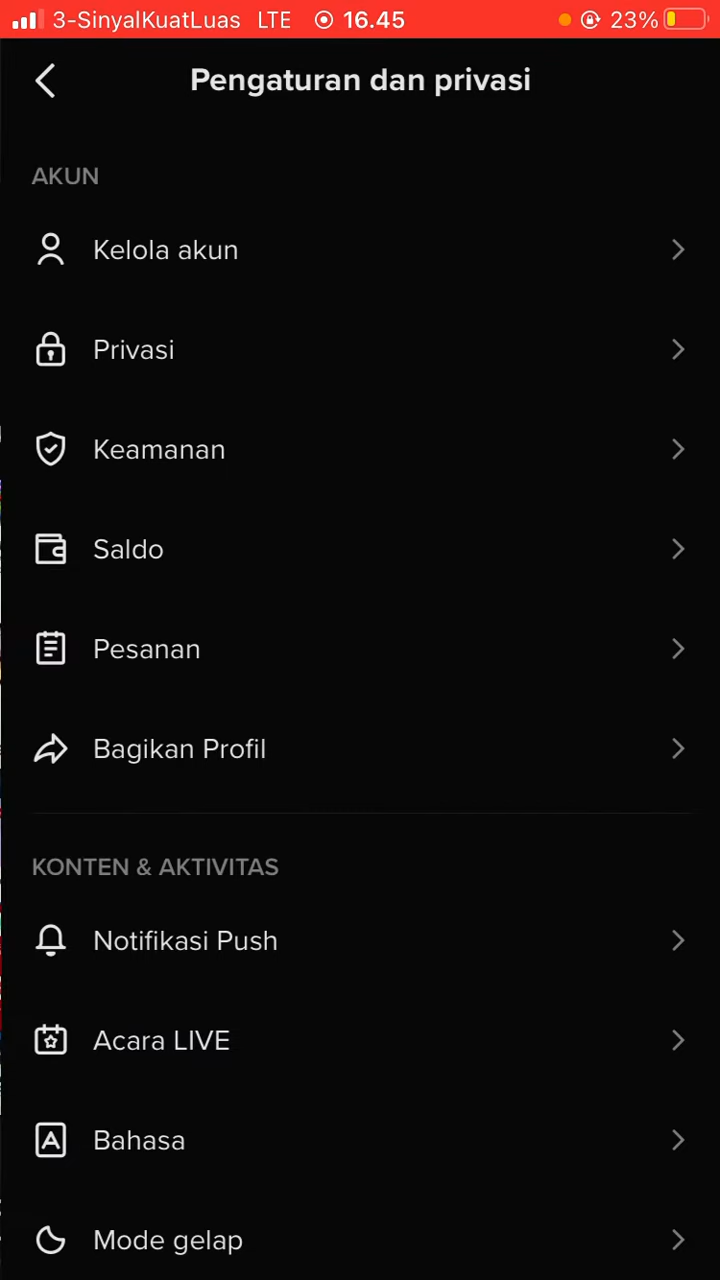 3-SinyalKuatLuas LTE 16.45 23%
Pengaturan dan privasi
AKUN
Kelola akun
Privasi
Keamanan
Saldo
Pesanan
Bagikan Profil
KONTEN & AKTIVITAS
Notifikasi Push
Acara LIVE
Bahasa
Mode gelap